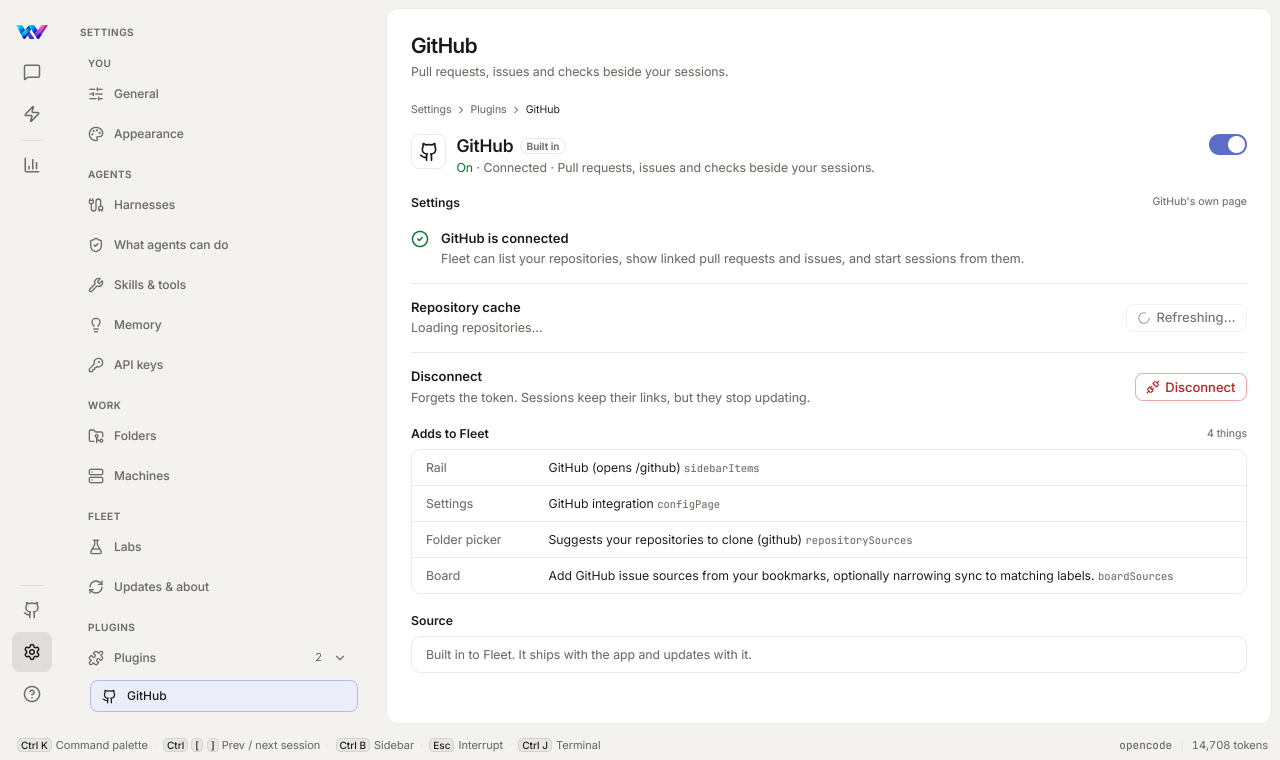 SETTINGS
YOU
General
Appearance
AGENTS
Harnesses
What agents can do
Skills & tools
Memory
API keys
WORK
Folders
Machines
FLEET
Labs
Updates & about
PLUGINS
Plugins 2
GitHub
GitHub
Pull requests, issues and checks beside your sessions.
Settings > Plugins > GitHub
GitHub Built in
On · Connected · Pull requests, issues and checks beside your sessions.
Settings GitHub's own page
GitHub is connected
Fleet can list your repositories, show linked pull requests and issues, and start sessions from them.
Repository cache
Loading repositories...
Refreshing...
Disconnect
Forgets the token. Sessions keep their links, but they stop updating.
Disconnect
Adds to Fleet 4 things
Rail GitHub (opens /github) sidebarItems
Settings GitHub integration configPage
Folder picker Suggests your repositories to clone (github) repositorySources
Board Add GitHub issue sources from your bookmarks, optionally narrowing sync to matching labels. boardSources
Source
Built in to Fleet. It ships with the app and updates with it.
Ctrl K Command palette Ctrl [ ] Prev / next session Ctrl B Sidebar Esc Interrupt Ctrl J Terminal opencode 14,708 tokens